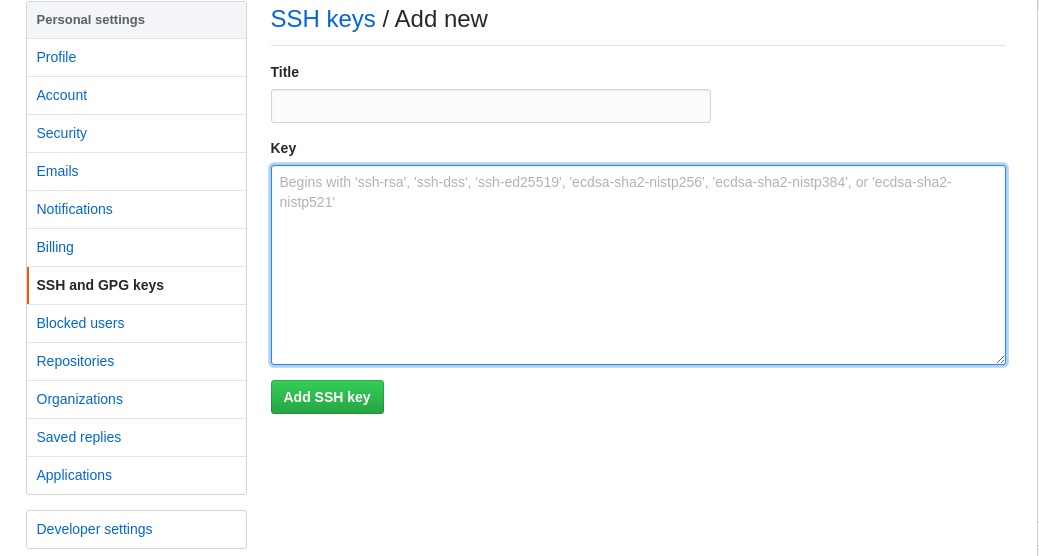 Personal settings
Profile
Account
Security
Emails
Notifications
Billing
SSH and GPG keys
Blocked users
Repositories
Organizations
Saved replies
Applications
Developer settings
SSH keys / Add new
Title
Key
Begins with 'ssh-rsa', 'ssh-dss', 'ssh-ed25519', 'ecdsa-sha2-nistp256', 'ecdsa-sha2-nistp384', or 'ecdsa-sha2-
nistp521'
Add SSH key